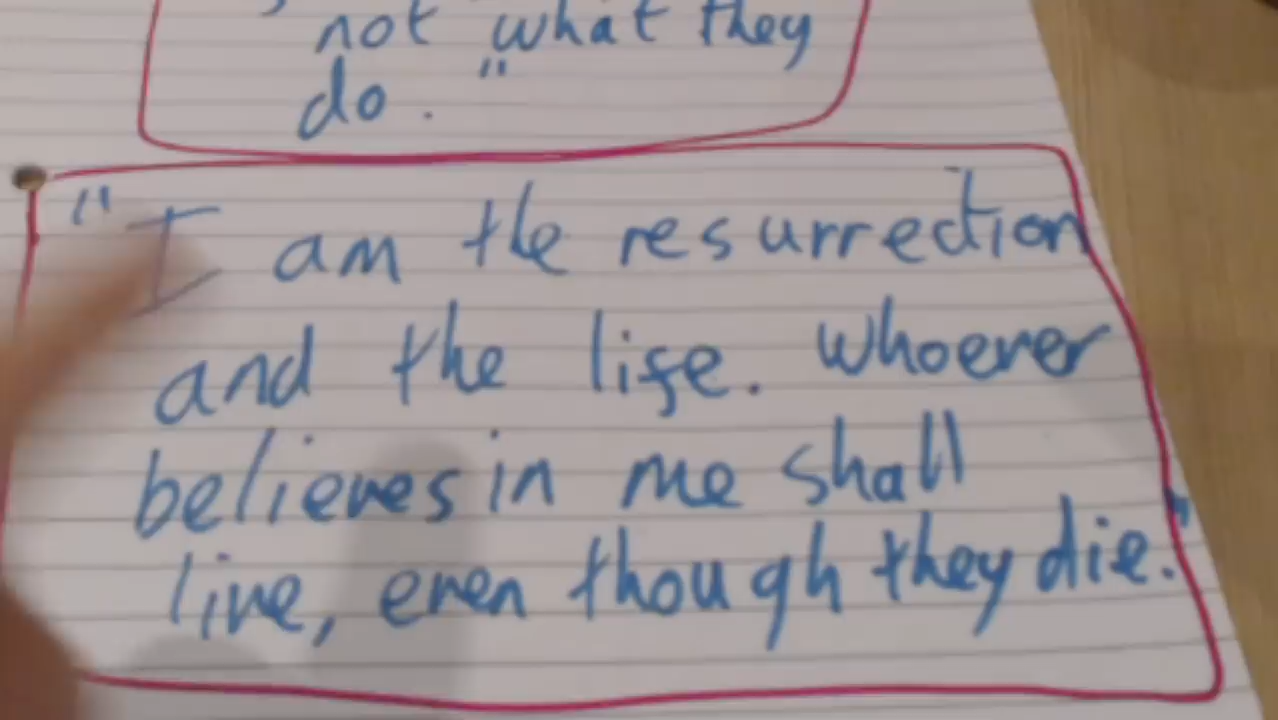 not what they
do."
"I am the resurrection
and the life. Whoever
believes in me shall
live, even though they die."